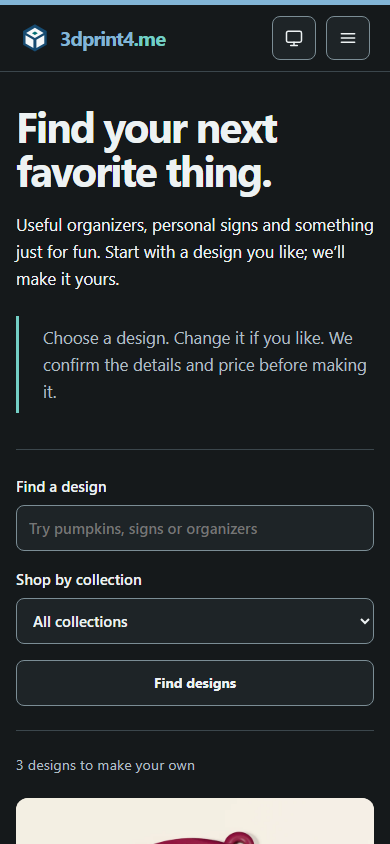 3dprint4.me
Find your next
favorite thing.
Useful organizers, personal signs and something
just for fun. Start with a design you like; we’ll
make it yours.
Choose a design. Change it if you like. We
confirm the details and price before making
it.
Find a design
Try pumpkins, signs or organizers
Shop by collection
All collections
Find designs
3 designs to make your own